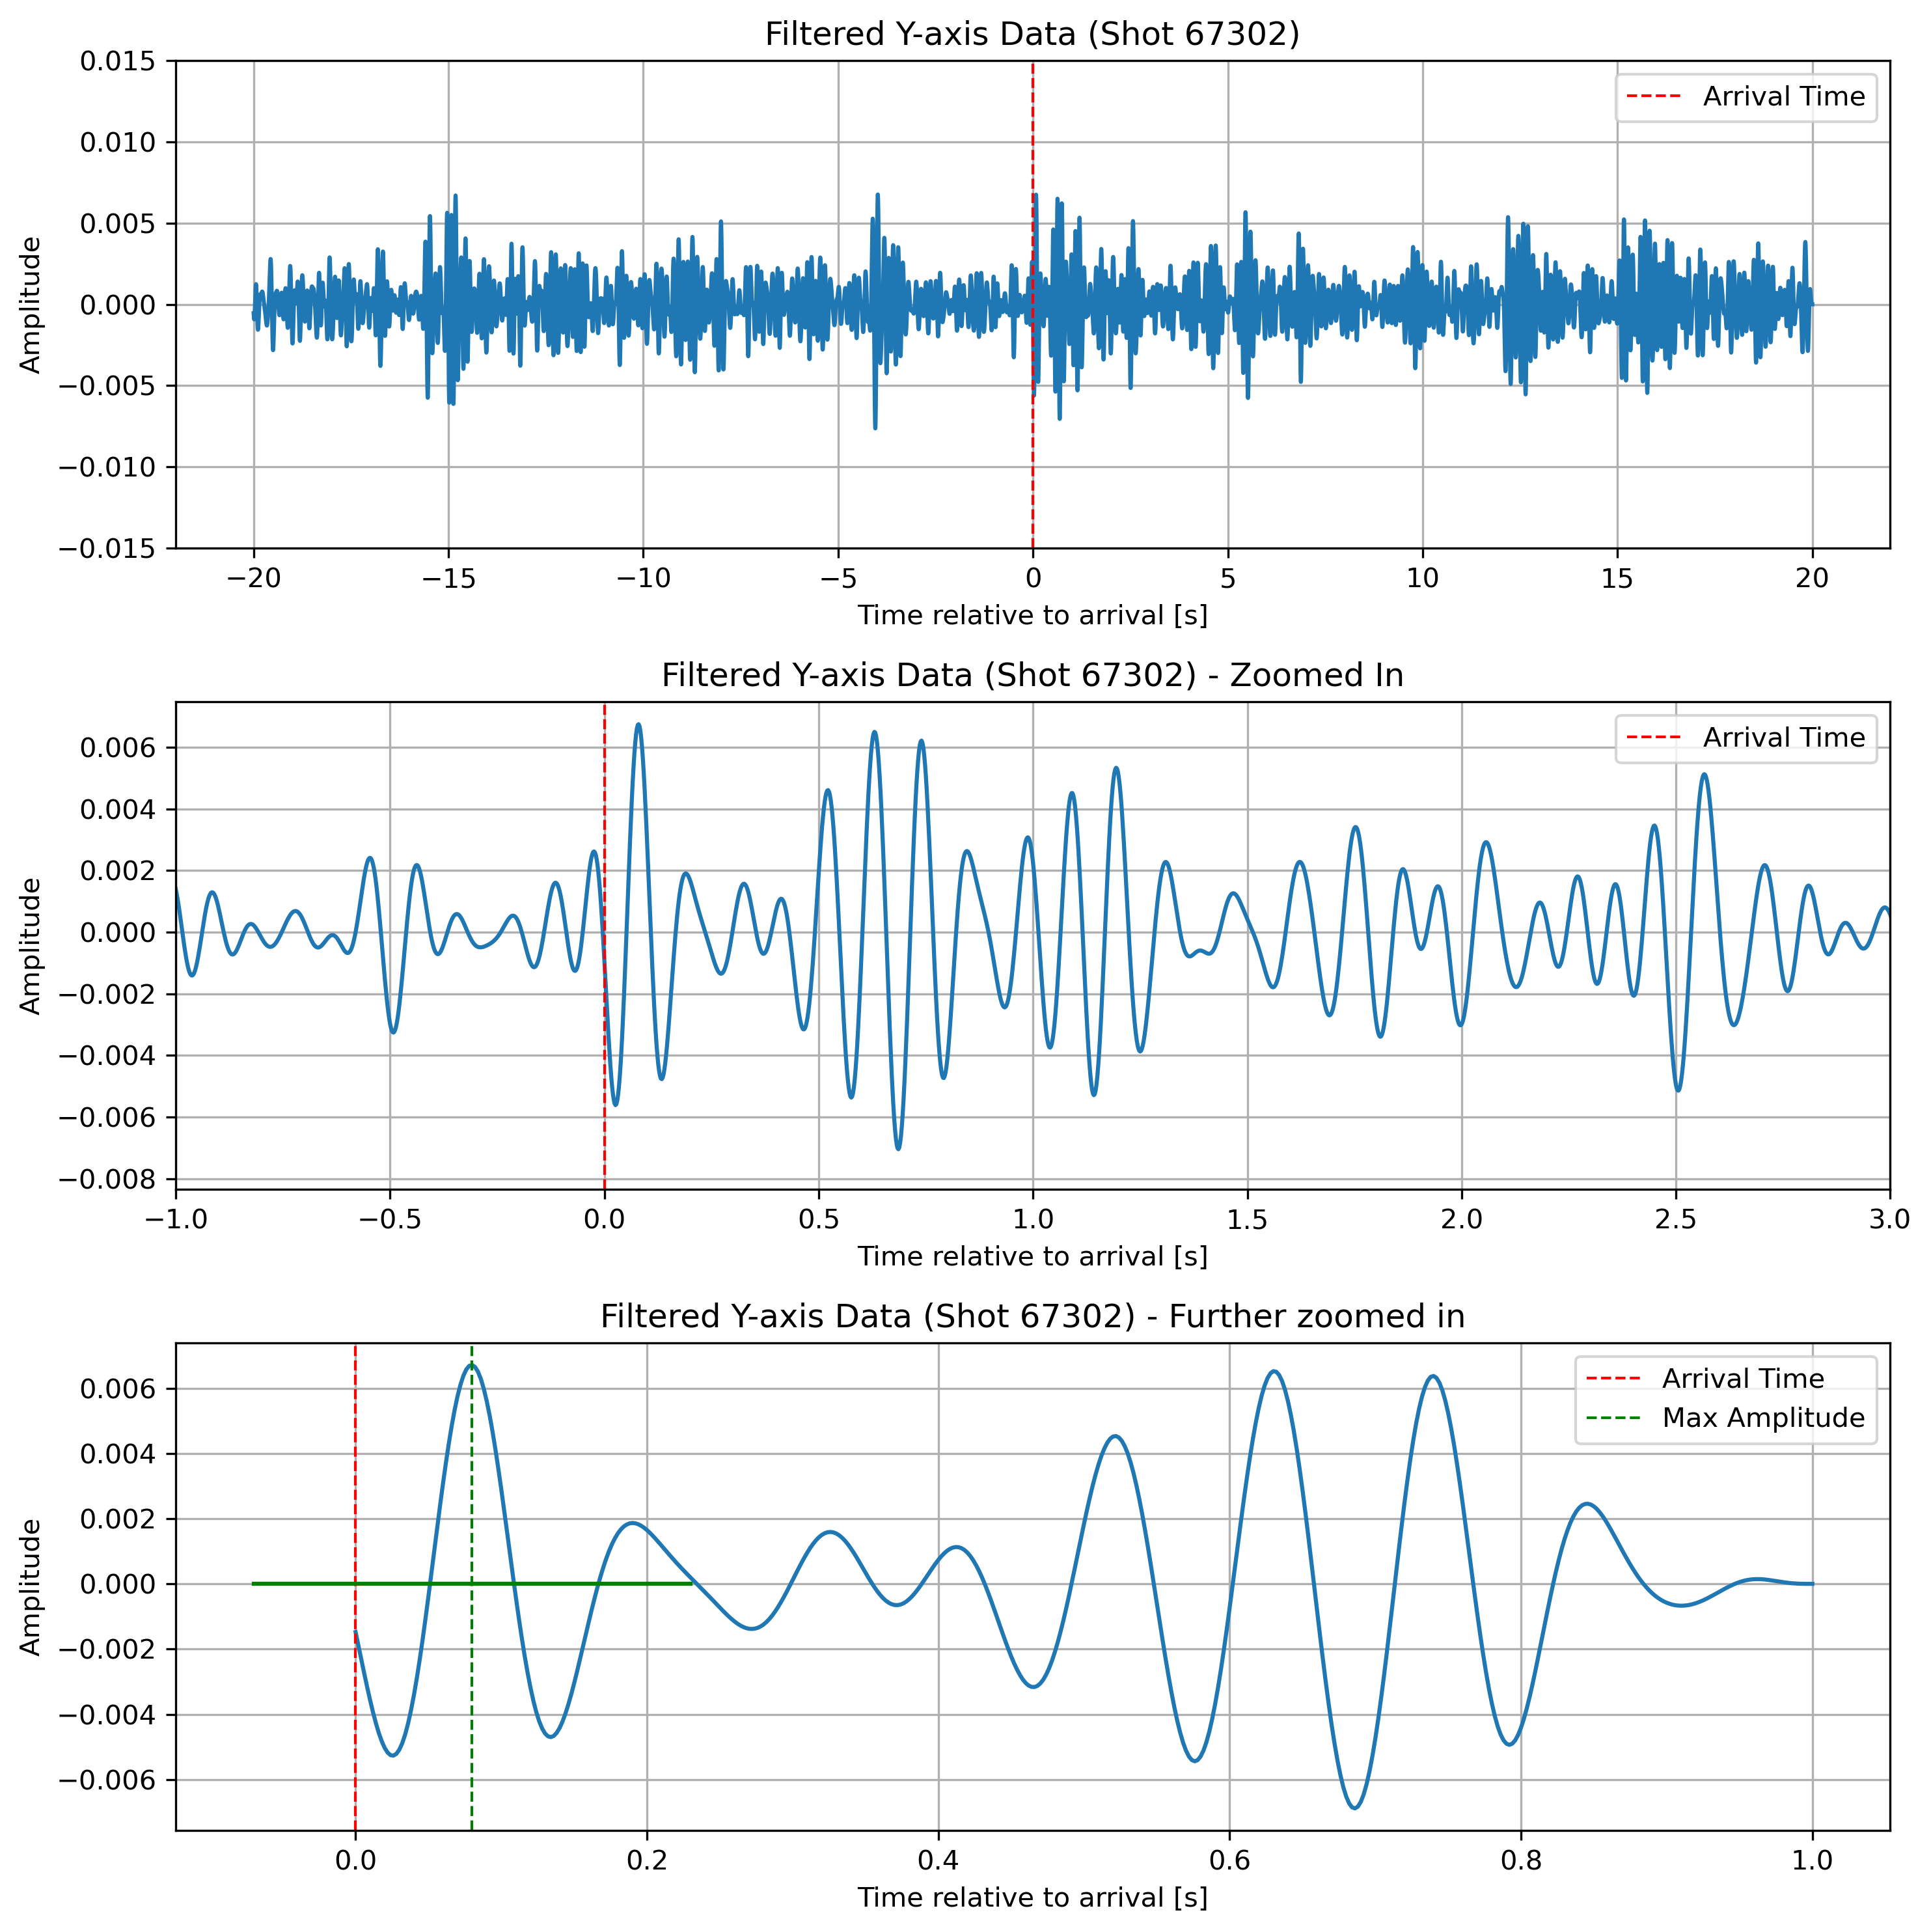 Filtered Y-axis Data (Shot 67302)
0.015
0.010
0.005
0.000
−0.005
−0.010
−0.015
Amplitude
Arrival Time
−20 −15 −10 −5 0 5 10 15 20
Time relative to arrival [s]
Filtered Y-axis Data (Shot 67302) - Zoomed In
0.006
0.004
0.002
0.000
−0.002
−0.004
−0.006
−0.008
Amplitude
Arrival Time
−1.0 −0.5 0.0 0.5 1.0 1.5 2.0 2.5 3.0
Time relative to arrival [s]
Filtered Y-axis Data (Shot 67302) - Further zoomed in
0.006
0.004
0.002
0.000
−0.002
−0.004
−0.006
Amplitude
Arrival Time
Max Amplitude
0.0 0.2 0.4 0.6 0.8 1.0
Time relative to arrival [s]